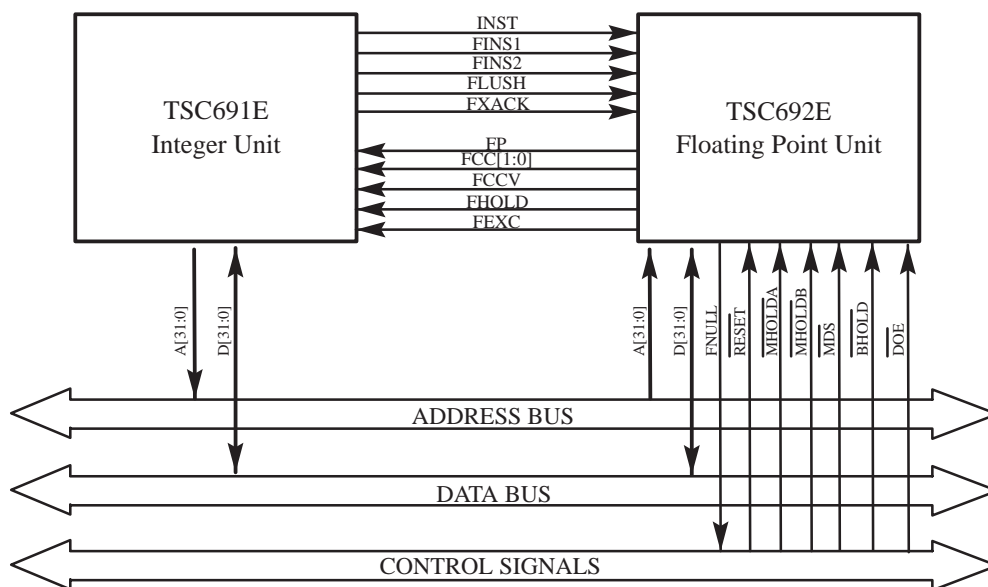 INST
FINS1
FINS2
FLUSH
FXACK
TSC691E
Integer Unit
TSC692E
Floating Point Unit
FP
FCC[1:0]
FCCV
FHOLD
FEXC
A[31:0]
D[31:0]
A[31:0]
D[31:0]
FNULL
RESET
MHOLDA
MHOLDB
MDS
BHOLD
DOE
ADDRESS BUS
DATA BUS
CONTROL SIGNALS